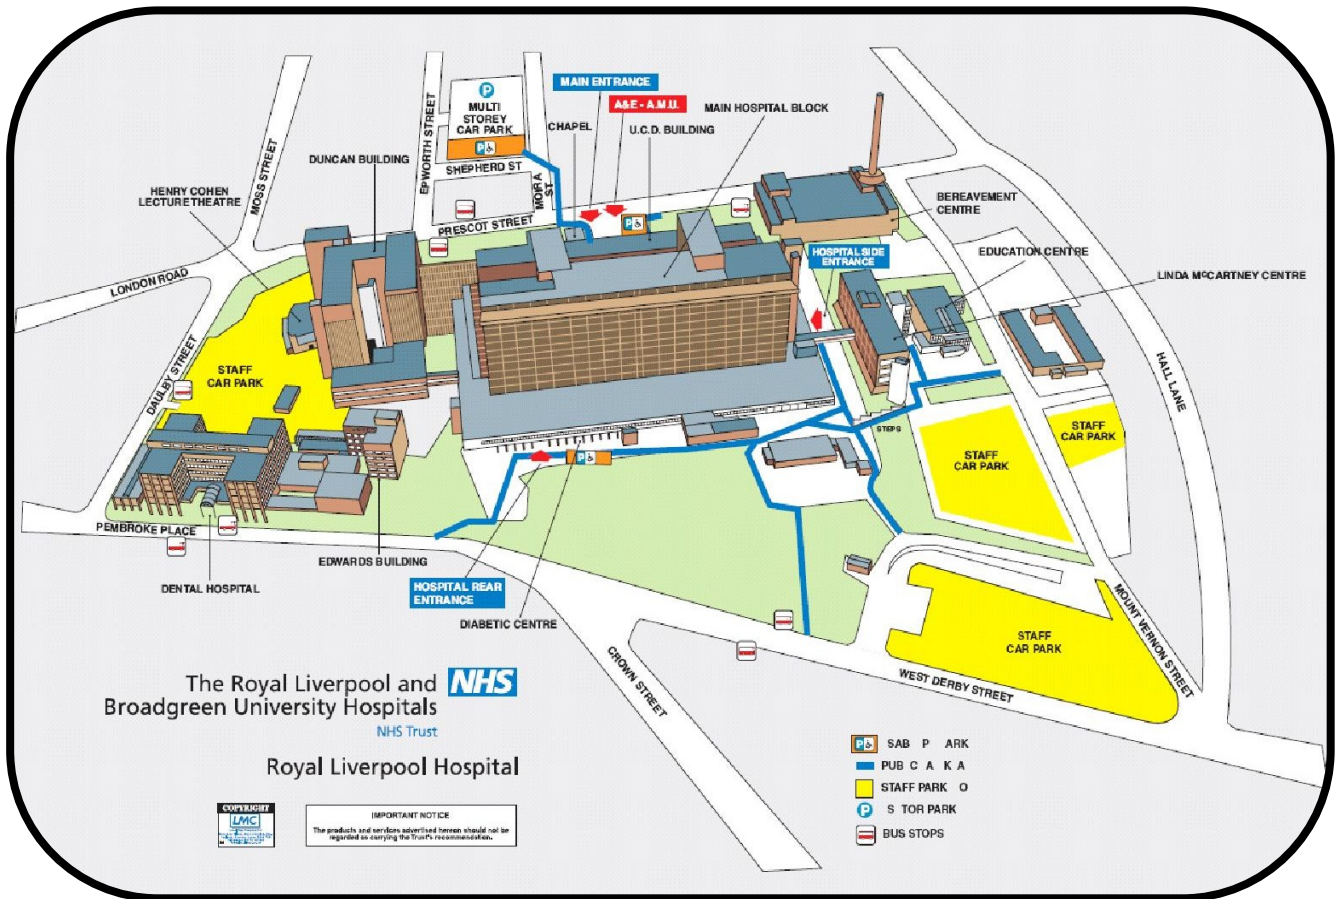 MAIN ENTRANCE
A&E - A.M.U.
MAIN HOSPITAL BLOCK
P
MULTI
STOREY
CAR PARK
P
CHAPEL
U.C.D. BUILDING
EPWORTH STREET
SHEPHERD ST
MOIRA
ST
DUNCAN BUILDING
MOSS STREET
HENRY COHEN
LECTURE THEATRE
PRESCOT STREET
P
BEREAVEMENT
CENTRE
HOSPITAL SIDE
ENTRANCE
EDUCATION CENTRE
LINDA McCARTNEY CENTRE
LONDON ROAD
DAULBY STREET
STAFF
CAR PARK
HALL LANE
STEPS
STAFF
CAR PARK
STAFF
CAR PARK
P
PEMBROKE PLACE
EDWARDS BUILDING
DENTAL HOSPITAL
HOSPITAL REAR
ENTRANCE
DIABETIC CENTRE
STAFF
CAR PARK
MOUNT VERNON STREET
CROWN STREET
WEST DERBY STREET
The Royal Liverpool and
Broadgreen University Hospitals
NHS
NHS Trust
Royal Liverpool Hospital
P SAB P ARK
PUB C A K A
STAFF PARK O
P S TOR PARK
BUS STOPS
COPYRIGHT
LMC
IMPORTANT NOTICE
The products and services advertised hereon should not be
regarded as carrying the Trust's recommendation.